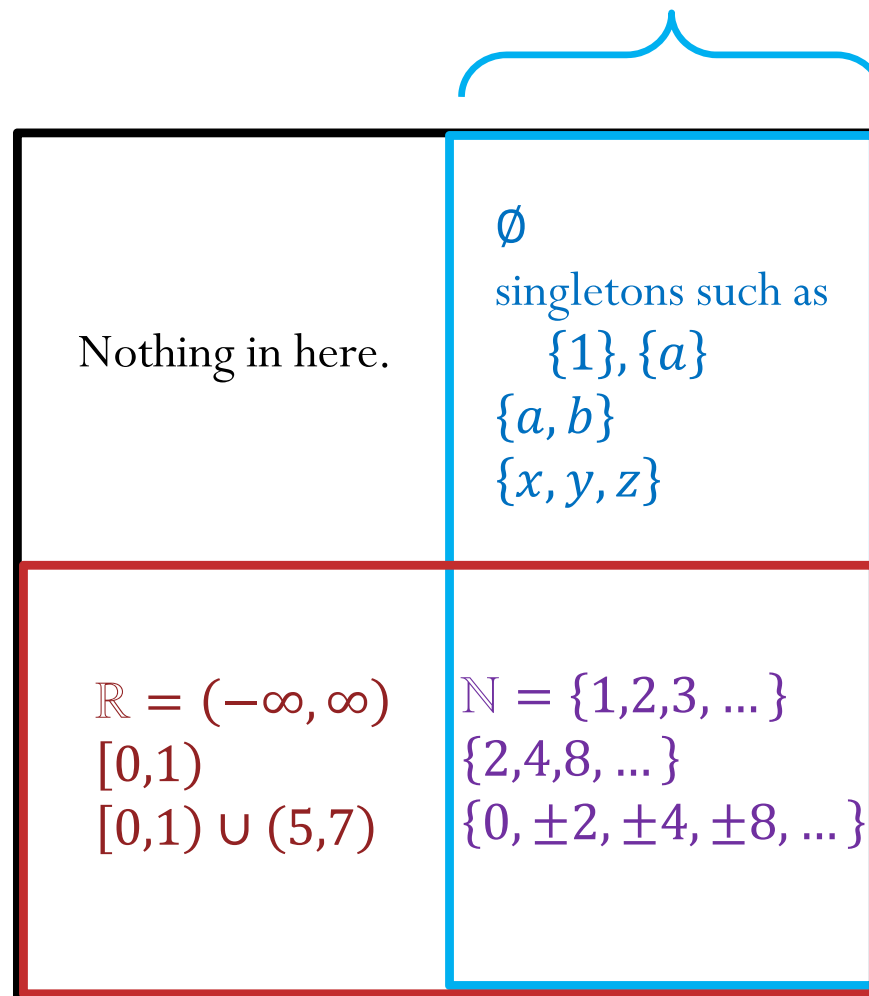 Nothing in here.
∅
singletons such as
{1}, {a}
{a, b}
{x, y, z}
ℝ = (−∞, ∞)
[0,1)
[0,1) ∪ (5,7)
ℕ = {1,2,3, … }
{2,4,8, … }
{0, ±2, ±4, ±8, … }